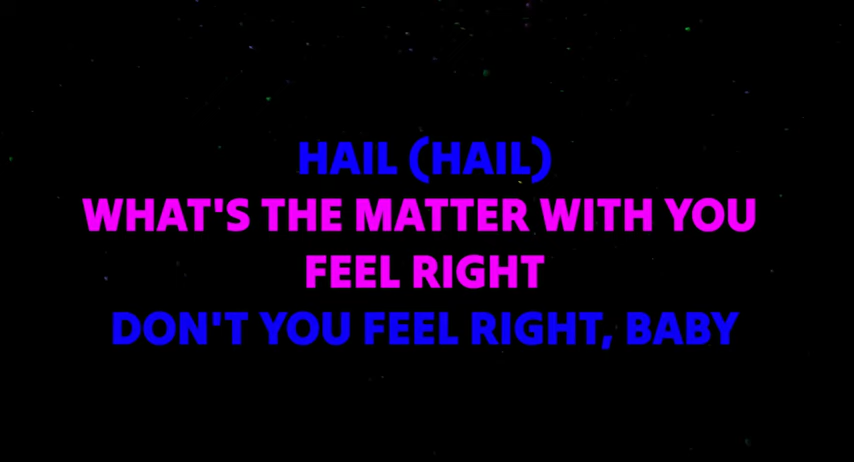 HAIL (HAIL)
WHAT'S THE MATTER WITH YOU
FEEL RIGHT
DON'T YOU FEEL RIGHT, BABY